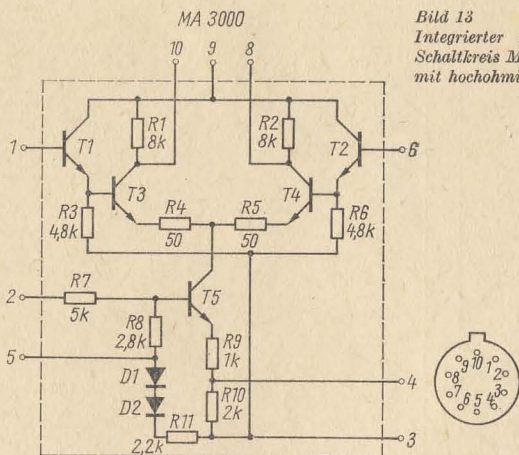 MA 3000
10 9 8
Bild 13
Integrierter
Schaltkreis M
mit hochohmi
R1
8k
R2
8k
1
T1
T2
6
T3
T4
R3
4,8k
R4
50
R5
50
R6
4,8k
2
R7
5k
T5
R8
2,8k
R9
1k
5
D1
D2
R10
2k
4
R11
2,2k
3
10
9
1
8
2
7
3
6
5
4